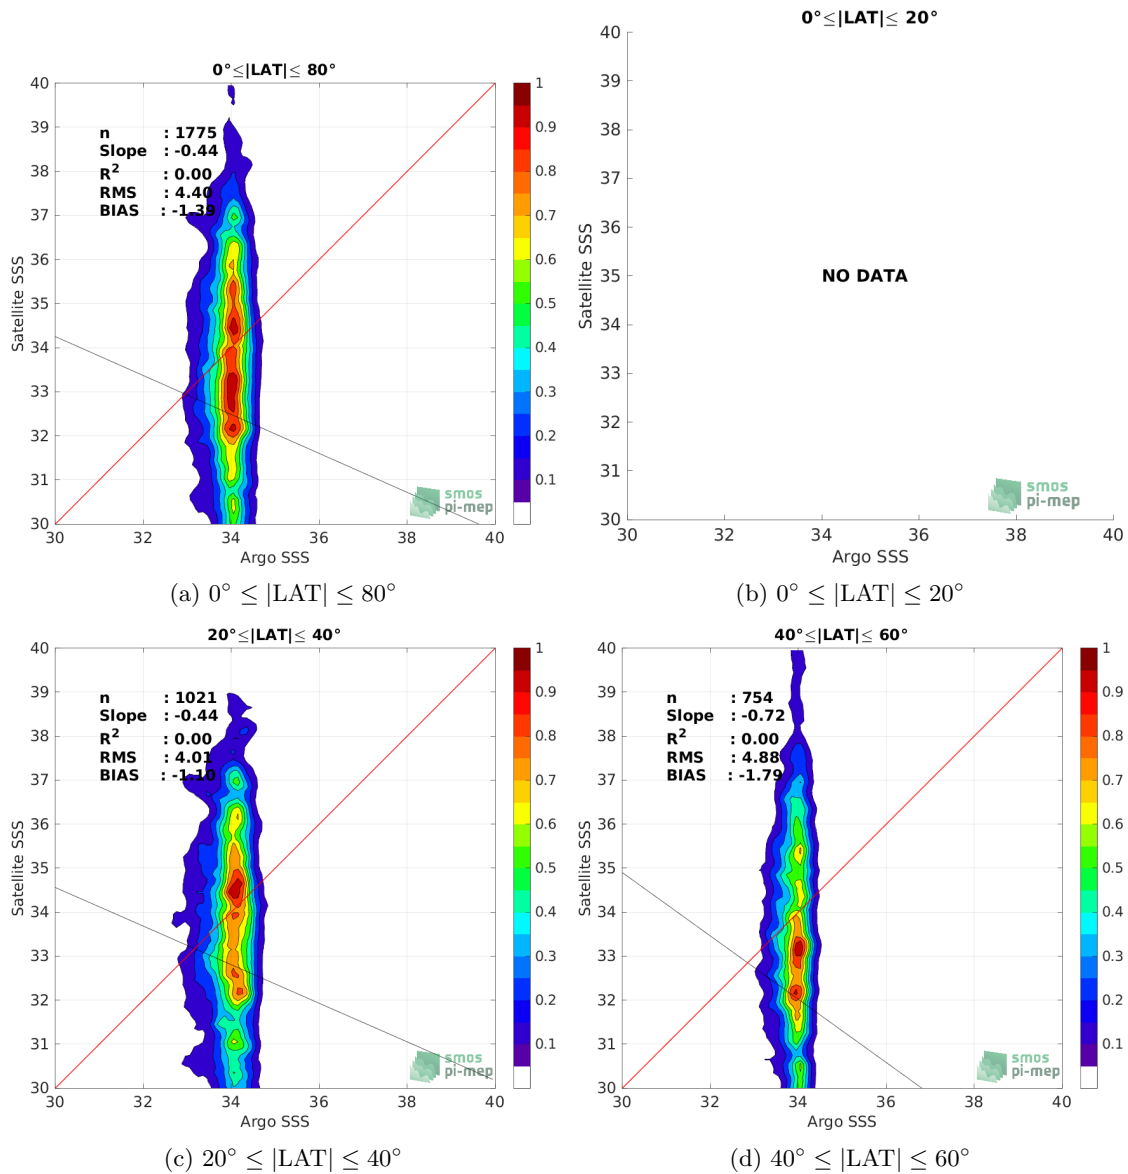 0°≤|LAT|≤ 80°
40
39
38
37
36
35
34
33
32
31
30
Satellite SSS
n : 1775
Slope : -0.44
R² : 0.00
RMS : 4.40
BIAS : -1.39
smos
pi-mep
30 32 34 36 38 40
Argo SSS
1
0.9
0.8
0.7
0.6
0.5
0.4
0.3
0.2
0.1
(a) 0° ≤ |LAT| ≤ 80°
0°≤|LAT|≤ 20°
40
39
38
37
36
35
34
33
32
31
30
Satellite SSS
NO DATA
smos
pi-mep
30 32 34 36 38 40
Argo SSS
(b) 0° ≤ |LAT| ≤ 20°
20°≤|LAT|≤ 40°
40
39
38
37
36
35
34
33
32
31
30
Satellite SSS
n : 1021
Slope : -0.44
R² : 0.00
RMS : 4.01
BIAS : -1.10
smos
pi-mep
30 32 34 36 38 40
Argo SSS
1
0.9
0.8
0.7
0.6
0.5
0.4
0.3
0.2
0.1
(c) 20° ≤ |LAT| ≤ 40°
40°≤|LAT|≤ 60°
40
39
38
37
36
35
34
33
32
31
30
Satellite SSS
n : 754
Slope : -0.72
R² : 0.00
RMS : 4.88
BIAS : -1.79
smos
pi-mep
30 32 34 36 38 40
Argo SSS
1
0.9
0.8
0.7
0.6
0.5
0.4
0.3
0.2
0.1
(d) 40° ≤ |LAT| ≤ 60°